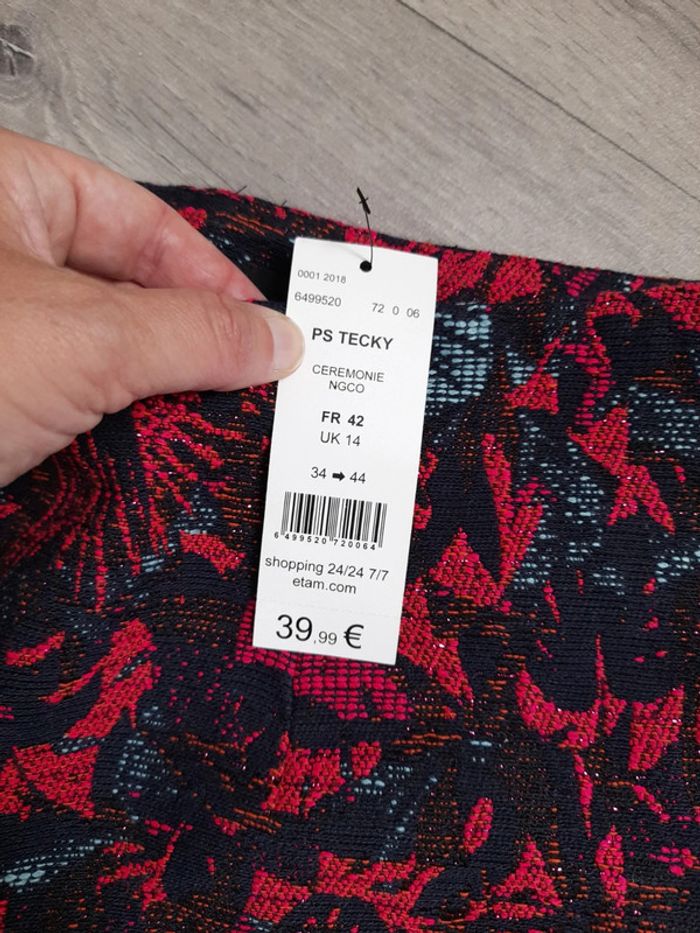 0001 2018
6499520 72 0 06
PS TECKY
CEREMONIE
NGCO
FR 42
UK 14
34 ➡ 44
6 499520 720064
shopping 24/24 7/7
etam.com
39,99 €